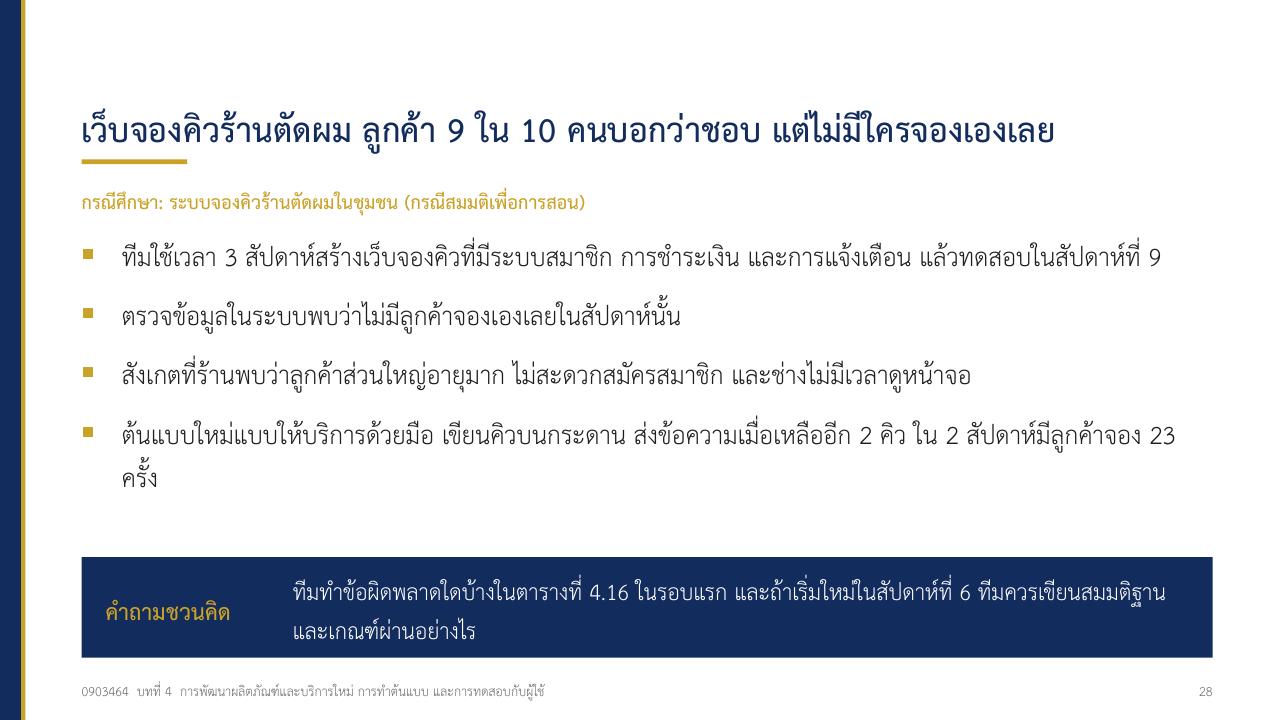 เว็บจองคิวร้านตัดผม ลูกค้า 9 ใน 10 คนบอกว่าชอบ แต่ไม่มีใครจองเองเลย
กรณีศึกษา: ระบบจองคิวร้านตัดผมในชุมชน (กรณีสมมติเพื่อการสอน)
ทีมใช้เวลา 3 สัปดาห์สร้างเว็บจองคิวที่มีระบบสมาชิก การชำระเงิน และการแจ้งเตือน แล้วทดสอบในสัปดาห์ที่ 9
ตรวจข้อมูลในระบบพบว่าไม่มีลูกค้าจองเองเลยในสัปดาห์นั้น
สังเกตที่ร้านพบว่าลูกค้าส่วนใหญ่อายุมาก ไม่สะดวกสมัครสมาชิก และช่างไม่มีเวลาดูหน้าจอ
ต้นแบบใหม่แบบให้บริการด้วยมือ เขียนคิวบนกระดาน ส่งข้อความเมื่อเหลืออีก 2 คิว ใน 2 สัปดาห์มีลูกค้าจอง 23
ครั้ง
คำถามชวนคิด
ทีมทำข้อผิดพลาดใดบ้างในตารางที่ 4.16 ในรอบแรก และถ้าเริ่มใหม่ในสัปดาห์ที่ 6 ทีมควรเขียนสมมติฐาน
และเกณฑ์ผ่านอย่างไร
0903464 บทที่ 4 การพัฒนาผลิตภัณฑ์และบริการใหม่ การทำต้นแบบ และการทดสอบกับผู้ใช้
28